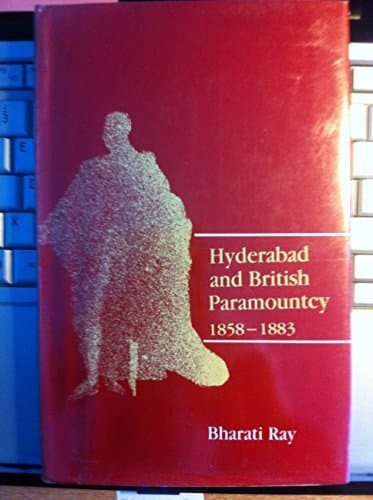 Hyderabad
and British
Paramountcy
1858–1883
Bharati Ray